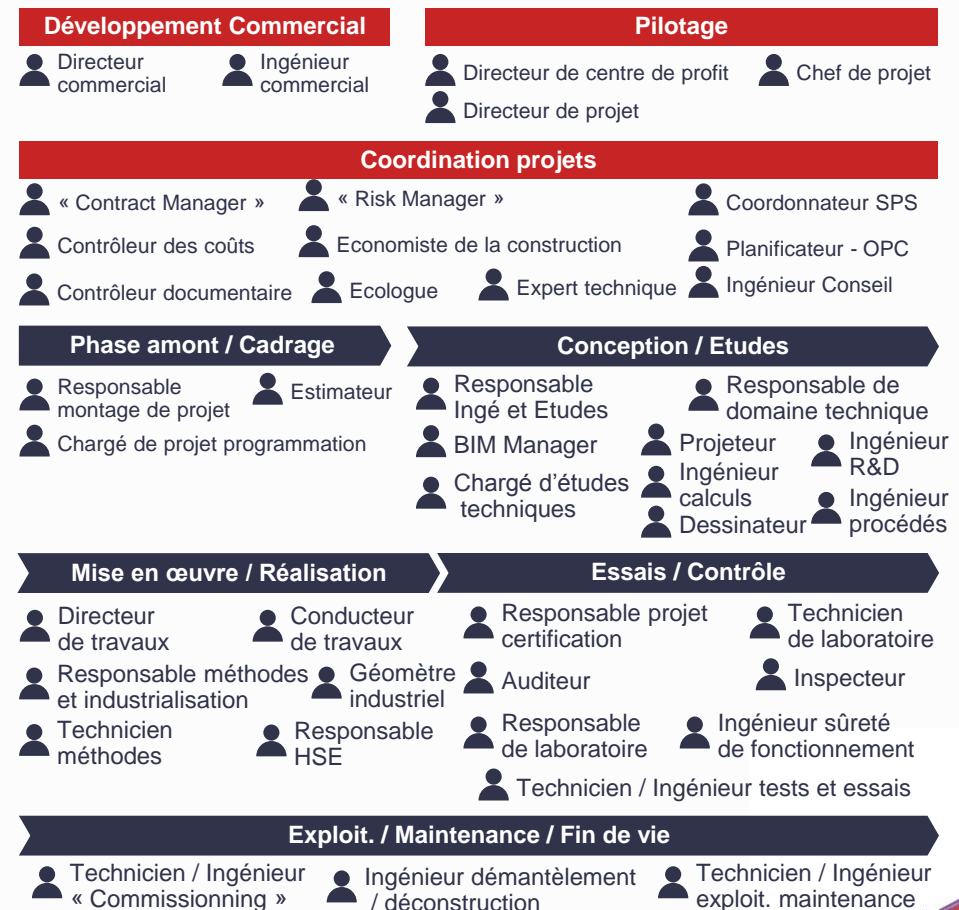 Développement Commercial
Directeur
commercial
Ingénieur
commercial
Pilotage
Directeur de centre de profit
Chef de projet
Directeur de projet
Coordination projets
« Contract Manager »
« Risk Manager »
Coordonnateur SPS
Contrôleur des coûts
Economiste de la construction
Planificateur - OPC
Contrôleur documentaire
Ecologue
Expert technique
Ingénieur Conseil
Phase amont / Cadrage
Responsable
montage de projet
Estimateur
Chargé de projet programmation
Conception / Etudes
Responsable
Ingé et Etudes
Responsable de
domaine technique
BIM Manager
Projeteur
Ingénieur
R&D
Chargé d'études
techniques
Ingénieur
calculs
Dessinateur
Ingénieur
procédés
Mise en œuvre / Réalisation
Directeur
de travaux
Conducteur
de travaux
Responsable méthodes
et industrialisation
Géomètre
industriel
Technicien
méthodes
Responsable
HSE
Essais / Contrôle
Responsable projet
certification
Technicien
de laboratoire
Auditeur
Inspecteur
Responsable
de laboratoire
Ingénieur sûreté
de fonctionnement
Technicien / Ingénieur tests et essais
Exploit. / Maintenance / Fin de vie
Technicien / Ingénieur
« Commissionning »
Ingénieur démantèlement
/ déconstruction
Technicien / Ingénieur
exploit. maintenance